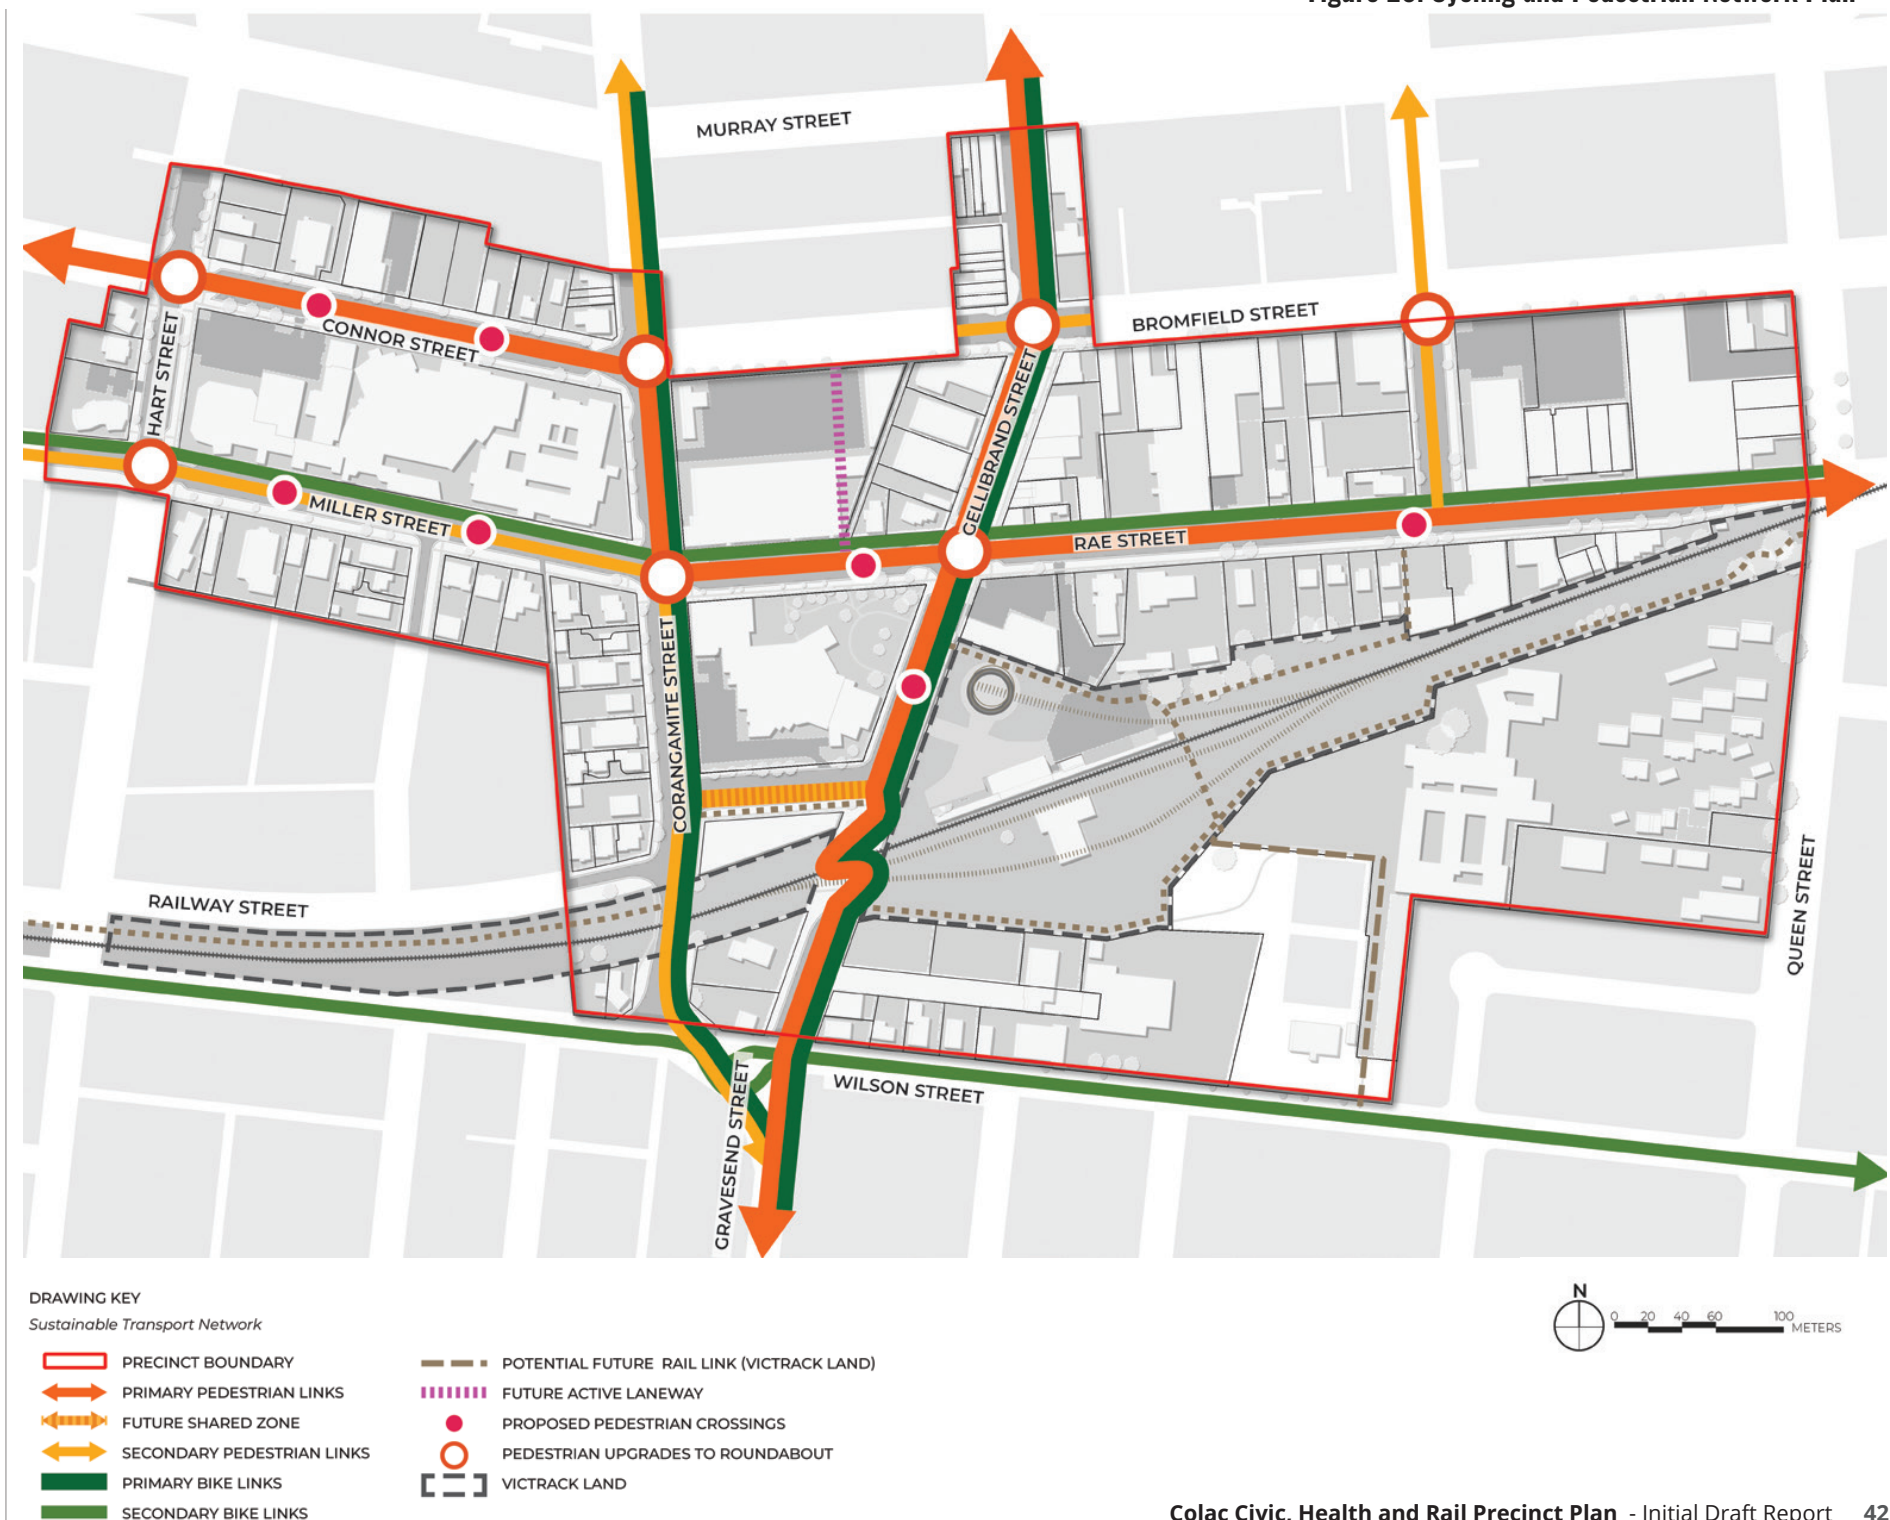 MURRAY STREET
BROMFIELD STREET
CONNOR STREET
HART STREET
GELLIBRAND STREET
MILLER STREET
RAE STREET
CORANGAMITE STREET
RAILWAY STREET
QUEEN STREET
WILSON STREET
GRAVESEND STREET
DRAWING KEY
Sustainable Transport Network
PRECINCT BOUNDARY
PRIMARY PEDESTRIAN LINKS
FUTURE SHARED ZONE
SECONDARY PEDESTRIAN LINKS
PRIMARY BIKE LINKS
SECONDARY BIKE LINKS
POTENTIAL FUTURE RAIL LINK (VICTRACK LAND)
FUTURE ACTIVE LANEWAY
PROPOSED PEDESTRIAN CROSSINGS
PEDESTRIAN UPGRADES TO ROUNDABOUT
VICTRACK LAND
N
0 20 40 60 100
METERS
Colac Civic, Health and Rail Precinct Plan - Initial Draft Report 42